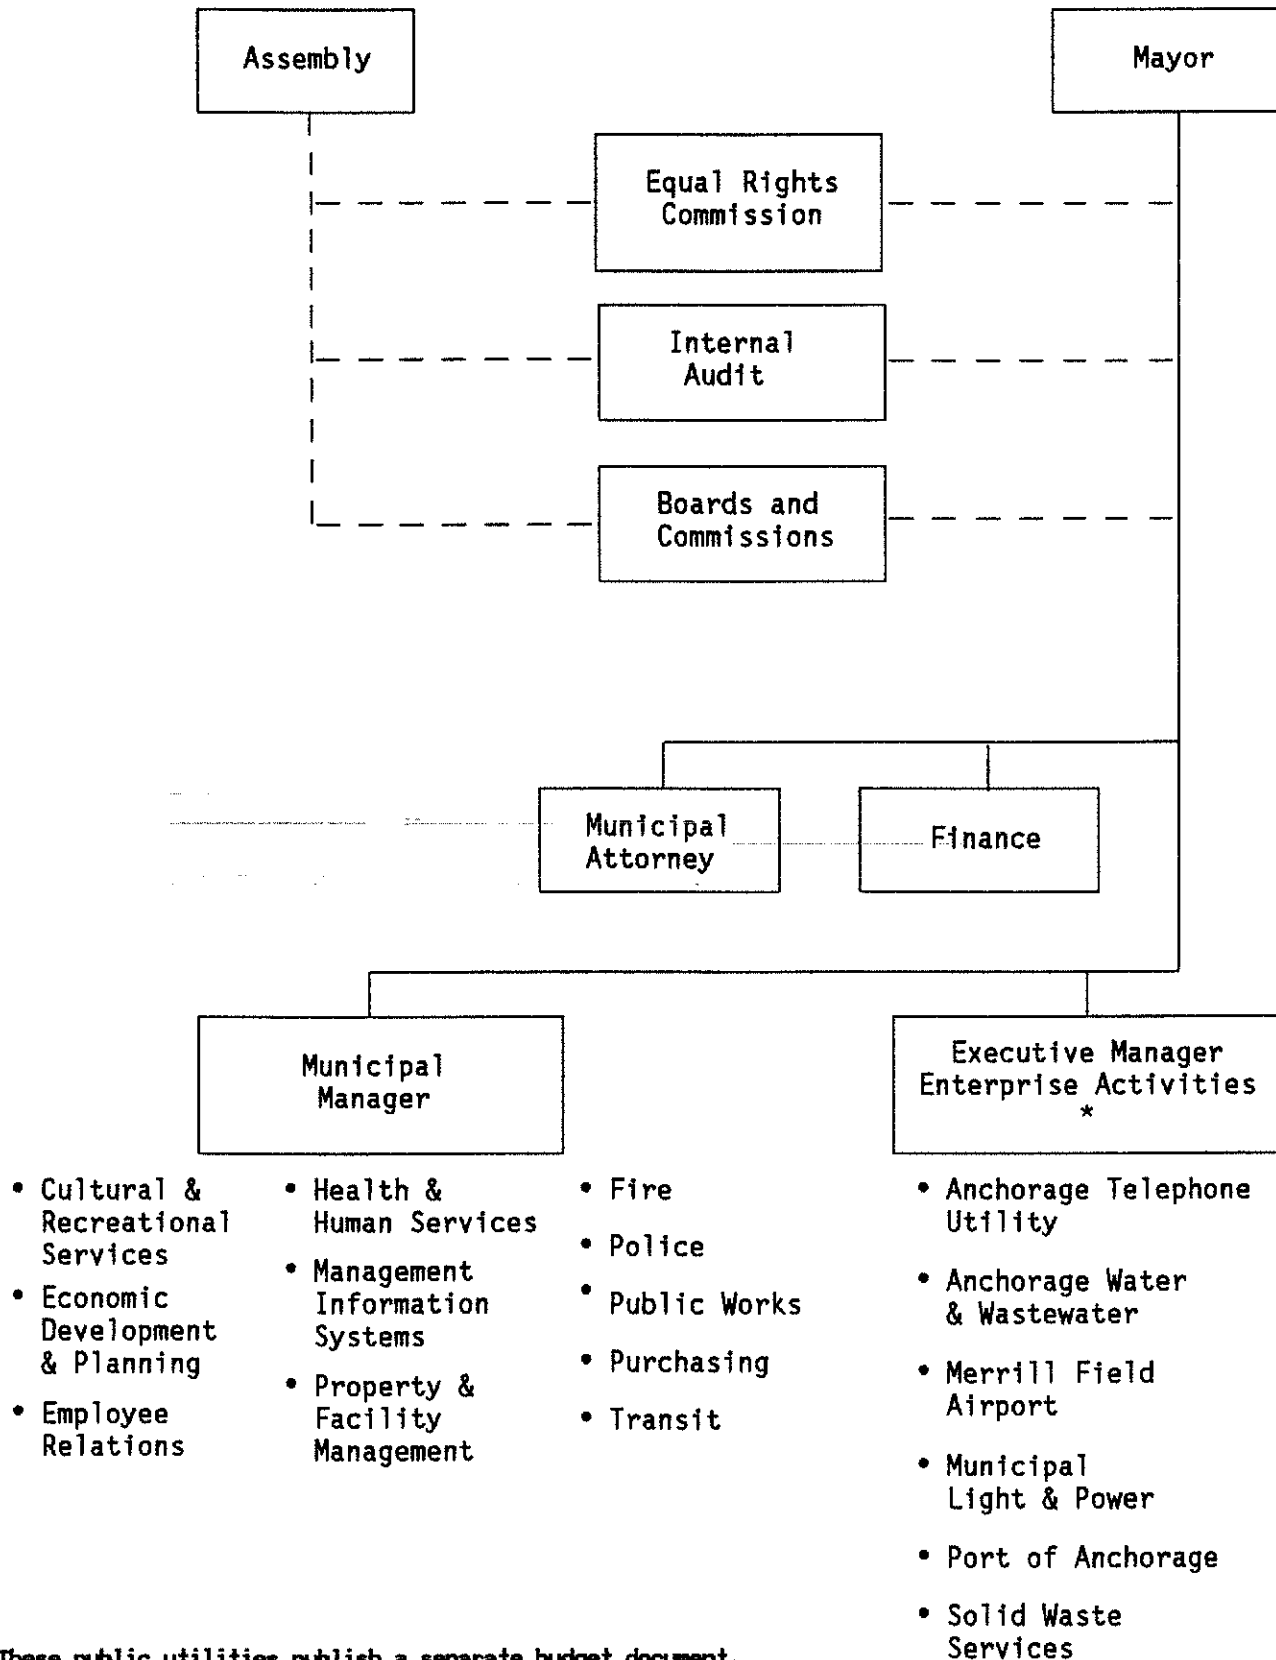 Assembly
Mayor
Equal Rights
Commission
Internal
Audit
Boards and
Commissions
Municipal
Attorney
Finance
Municipal
Manager
Executive Manager
Enterprise Activities
*
• Cultural &
Recreational
Services
• Economic
Development
& Planning
• Employee
Relations
• Health &
Human Services
• Management
Information
Systems
• Property &
Facility
Management
• Fire
• Police
• Public Works
• Purchasing
• Transit
• Anchorage Telephone
Utility
• Anchorage Water
& Wastewater
• Merrill Field
Airport
• Municipal
Light & Power
• Port of Anchorage
• Solid Waste
Services
These public utilities publish a separate budget document.